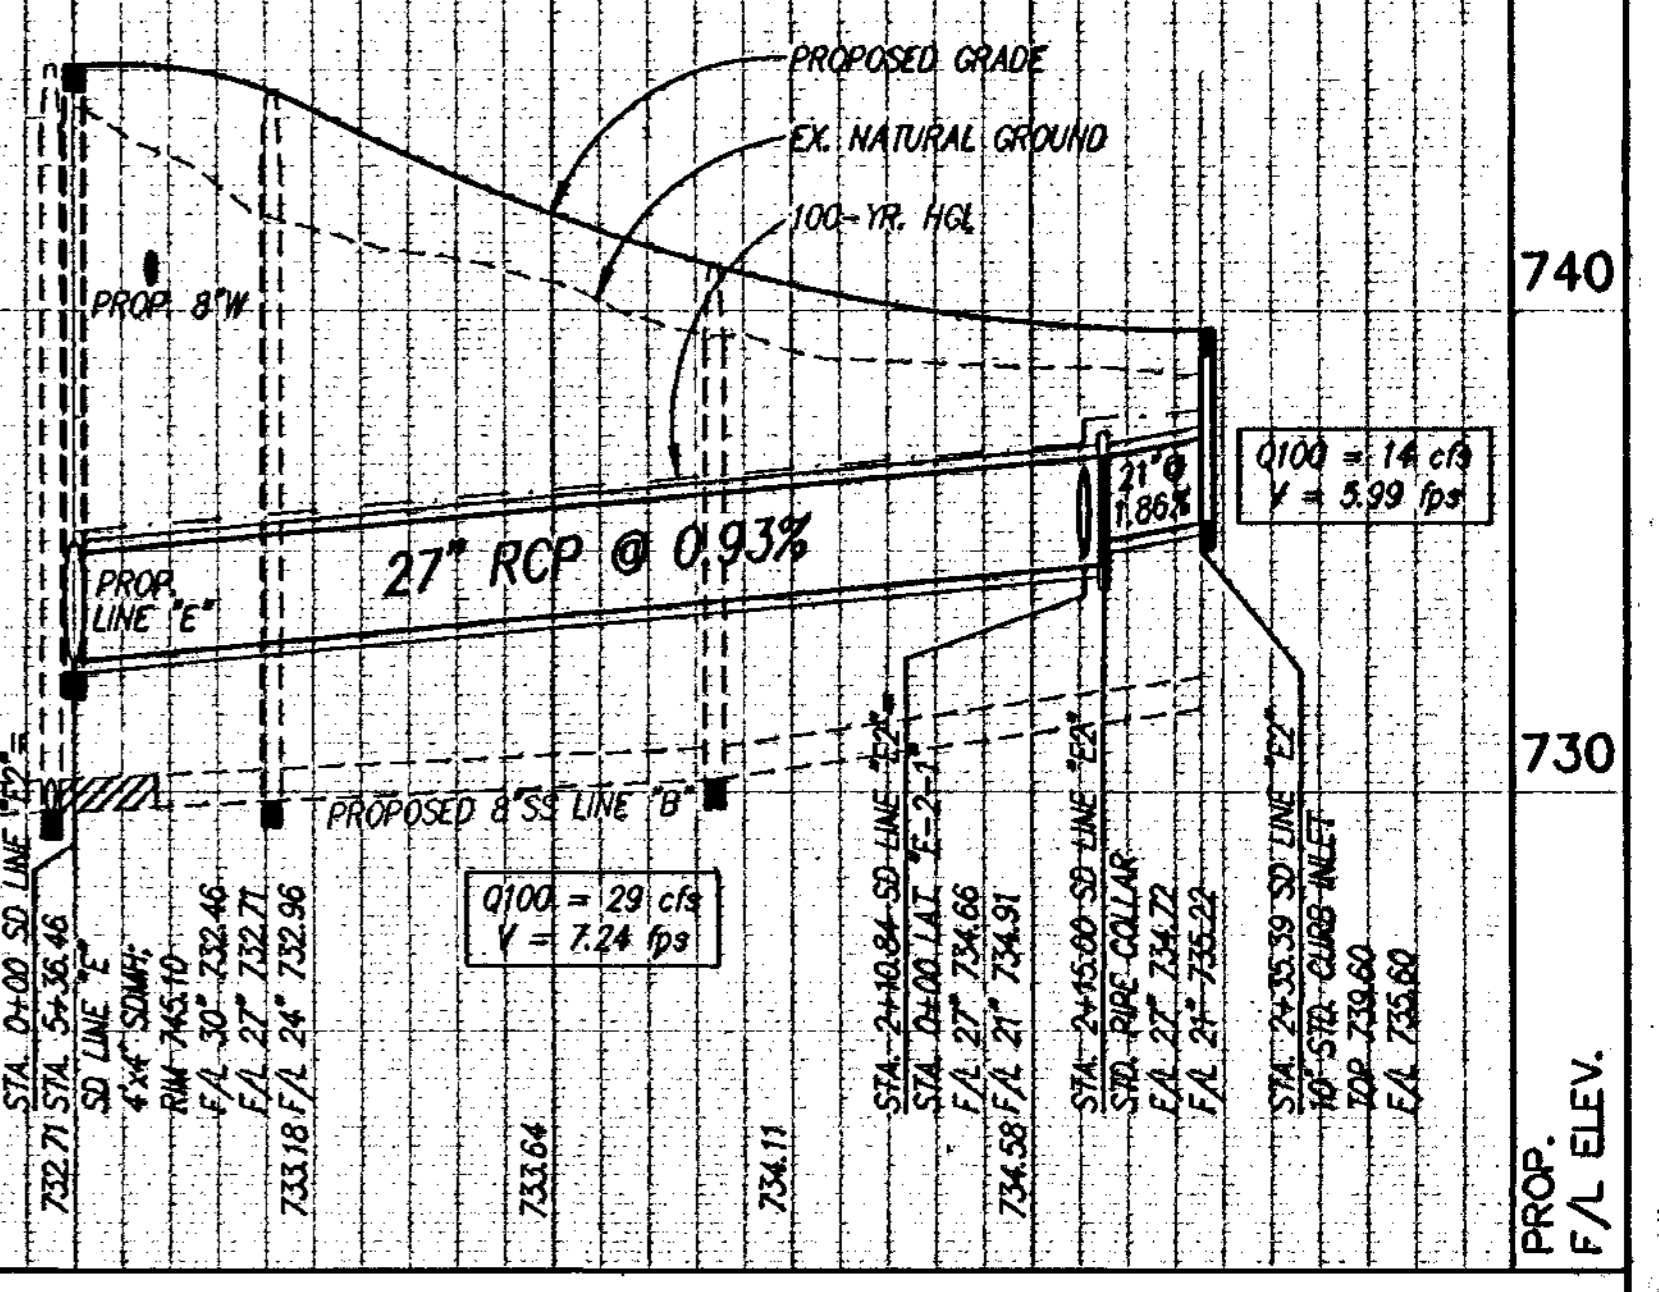 PROPOSED GRADE
EX. NATURAL GROUND
100-YR. HGL
740
PROP. 8"W
Q100 = 14 cfs
V = 5.99 fps
21" @
1.86%
27" RCP @ 0.93%
PROP.
LINE "E"
730
PROPOSED 8"SS LINE "B"
Q100 = 29 cfs
V = 7.24 fps
STA. 0+00 SD LINE "E2"=
STA. 5+36.46
SD LINE "E"
4'x4' SDMH;
RIM 745.10
F/L 30" 732.46
F/L 27" 732.71
F/L 24" 732.96
STA. 2+10.84 SD LINE "E2"=
STA. 0+00 LAT. "E-2-1"
F/L 27" 734.66
F/L 21" 734.91
STA. 2+15.00 SD LINE "E2"
STD. PIPE COLLAR
F/L 27" 734.72
F/L 21" 735.22
STA. 2+35.39 SD LINE "E2"
10' STD. CURB INLET
TOP 739.60
F/L 735.60
732.71
733.18
733.64
734.11
734.58
PROP.
F/L ELEV.